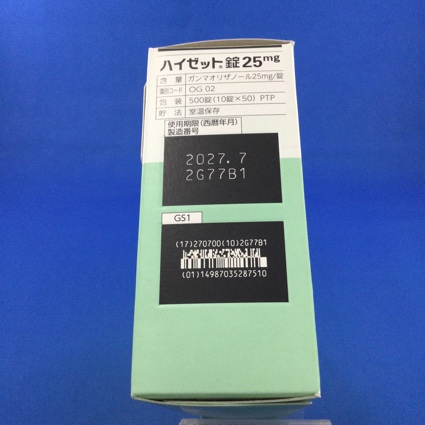 ハイゼット®錠25mg
含 量 ガンマオリザノール25mg/錠
識別コード OG 02
包 装 500錠(10錠×50) PTP
貯 法 室温保存
使用期限(西暦年月)
製造番号
2027.7
2G77B1
GS1
(17)270700(10)2G77B1
(01)14987035287510